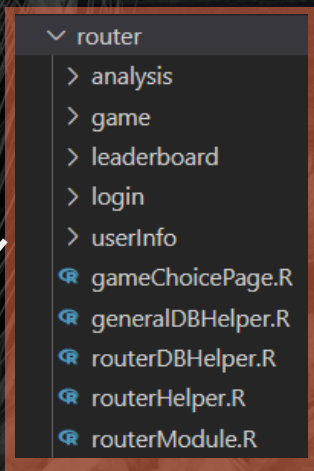 router
analysis
game
leaderboard
login
userInfo
gameChoicePage.R
generalDBHelper.R
routerDBHelper.R
routerHelper.R
routerModule.R